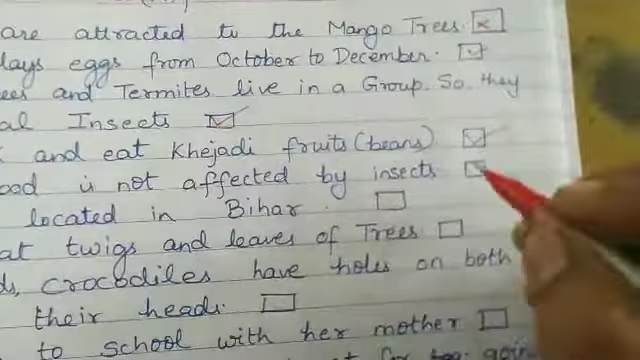 are attracted to the Mango Trees.
lays eggs from October to December.
ees and Termites live in a Group. So, they
al Insects
and eat Khejadi fruits (beans)
ood is not affected by insects
located in Bihar.
at twigs and leaves of Trees
ds, crocodiles have holes on both
their heads.
to school with her mother